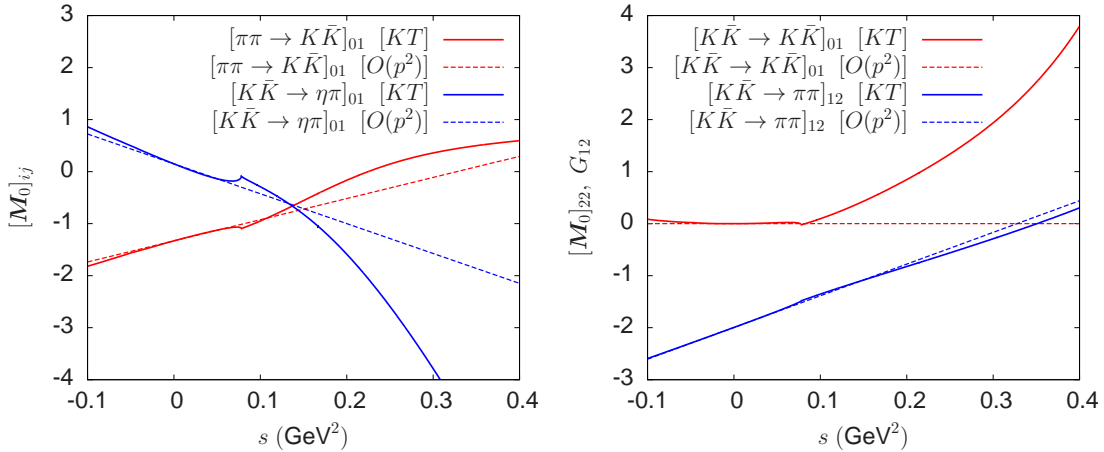 3
2
1
0
-1
-2
-3
-4
-0.1
0
0.1
0.2
0.3
0.4
s (GeV²)
[M₀]ᵢⱼ
[ππ → KK̄]₀₁ [KT]
[ππ → KK̄]₀₁ [O(p²)]
[KK̄ → ηπ]₀₁ [KT]
[KK̄ → ηπ]₀₁ [O(p²)]
4
3
2
1
0
-1
-2
-3
-0.1
0
0.1
0.2
0.3
0.4
s (GeV²)
[M₀]₂₂, G₁₂
[KK̄ → KK̄]₀₁ [KT]
[KK̄ → KK̄]₀₁ [O(p²)]
[KK̄ → ππ]₁₂ [KT]
[KK̄ → ππ]₁₂ [O(p²)]